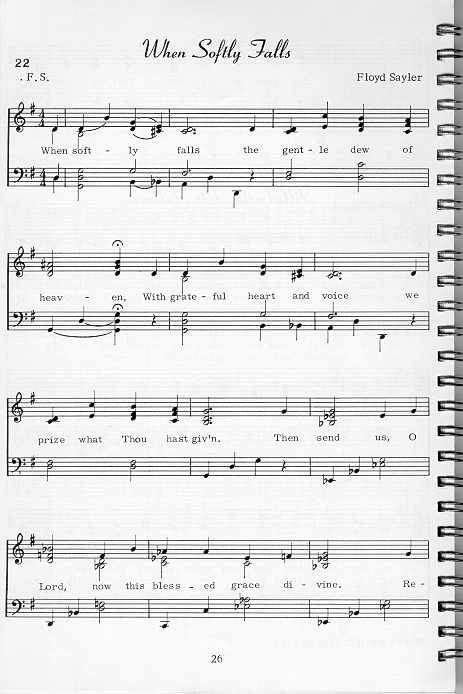 When Softly Falls
22
. F. S.
Floyd Sayler
When soft - ly falls the gent - le dew of
heav - en, With grate - ful heart and voice we
prize what Thou hast giv'n. Then send us, O
Lord, now this bless - ed grace di - vine. Re -
26